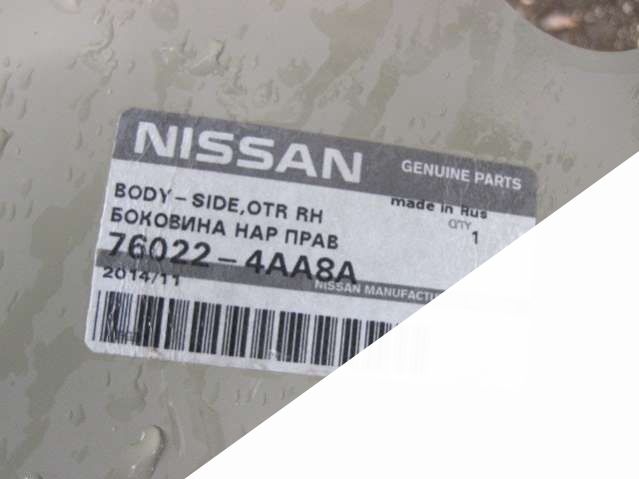 NISSAN GENUINE PARTS
BODY-SIDE,OTR RH made in Rus
БОКОВИНА НАР ПРАВ QTY 1
76022-4AA8A
2014/11 NISSAN